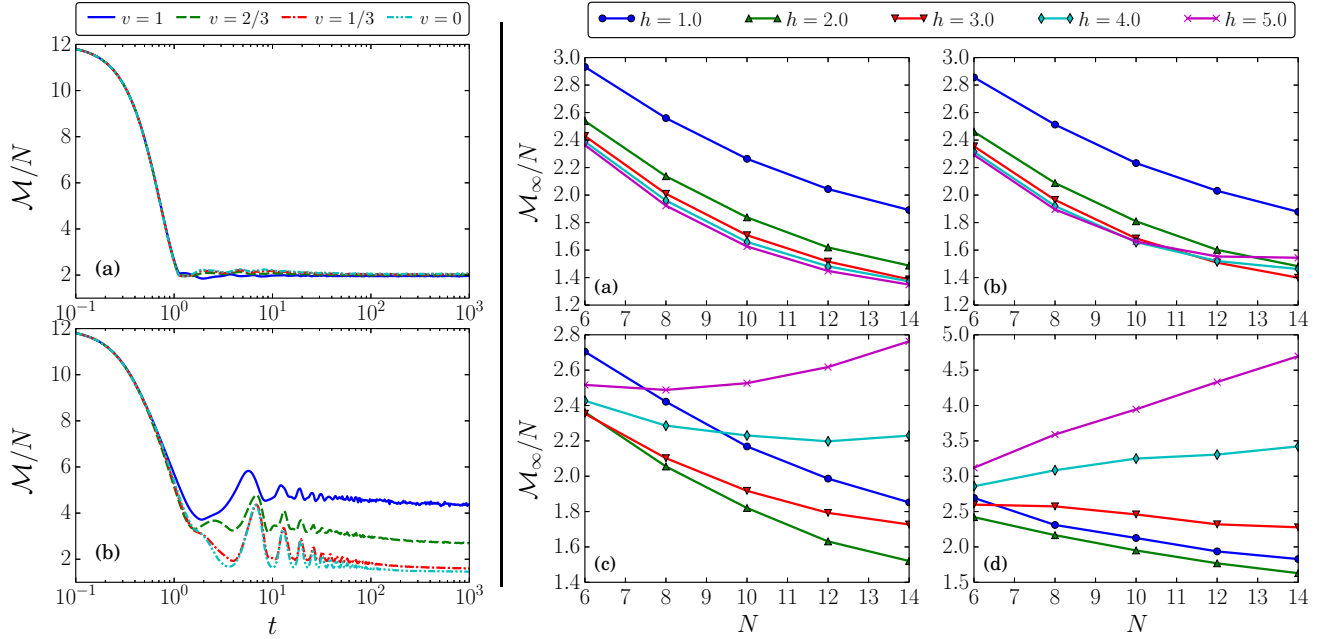 v = 1 v = 2/3 v = 1/3 v = 0
12
10
8
6
4
2
M/N
(a)
10⁻¹ 10⁰ 10¹ 10² 10³
12
10
8
6
4
2
M/N
(b)
10⁻¹ 10⁰ 10¹ 10² 10³
t
h = 1.0 h = 2.0 h = 3.0 h = 4.0 h = 5.0
3.0
2.8
2.6
2.4
2.2
2.0
1.8
1.6
1.4
1.2
M∞/N
(a)
6 7 8 9 10 11 12 13 14
3.0
2.8
2.6
2.4
2.2
2.0
1.8
1.6
1.4
1.2
(b)
6 7 8 9 10 11 12 13 14
2.8
2.6
2.4
2.2
2.0
1.8
1.6
1.4
M∞/N
(c)
6 7 8 9 10 11 12 13 14
N
5.0
4.5
4.0
3.5
3.0
2.5
2.0
1.5
(d)
6 7 8 9 10 11 12 13 14
N